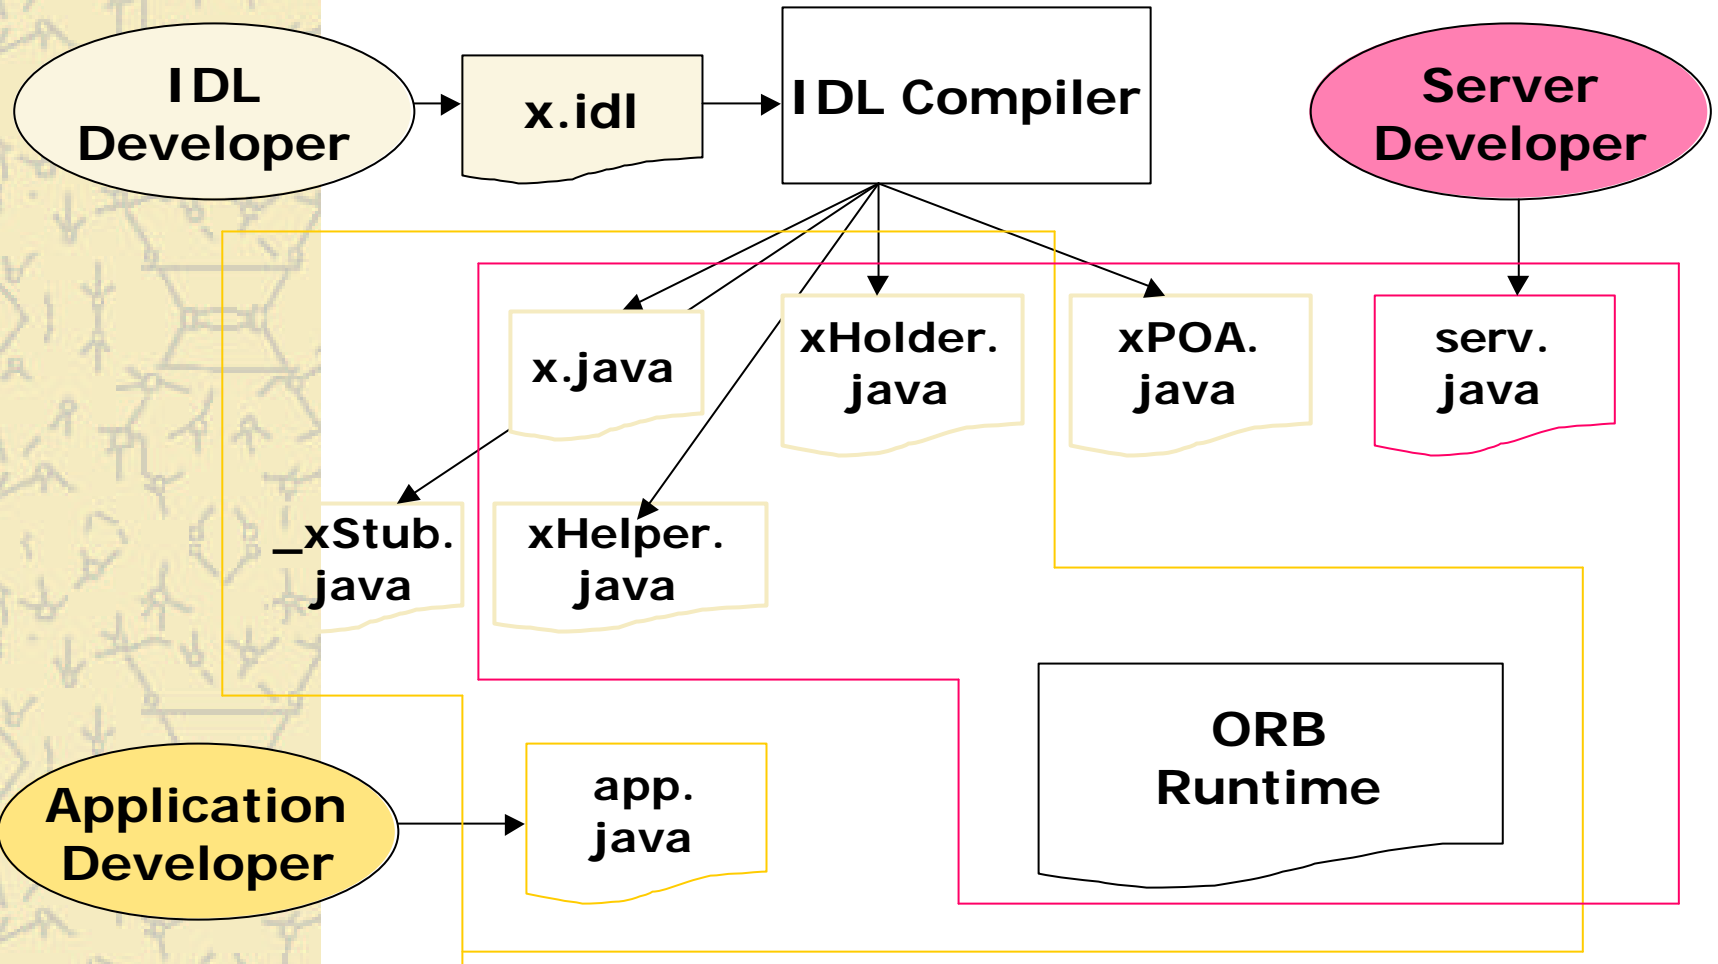 IDL
Developer
x.idl
IDL Compiler
Server
Developer
x.java
xHolder.
java
xPOA.
java
serv.
java
_xStub.
java
xHelper.
java
Application
Developer
app.
java
ORB
Runtime